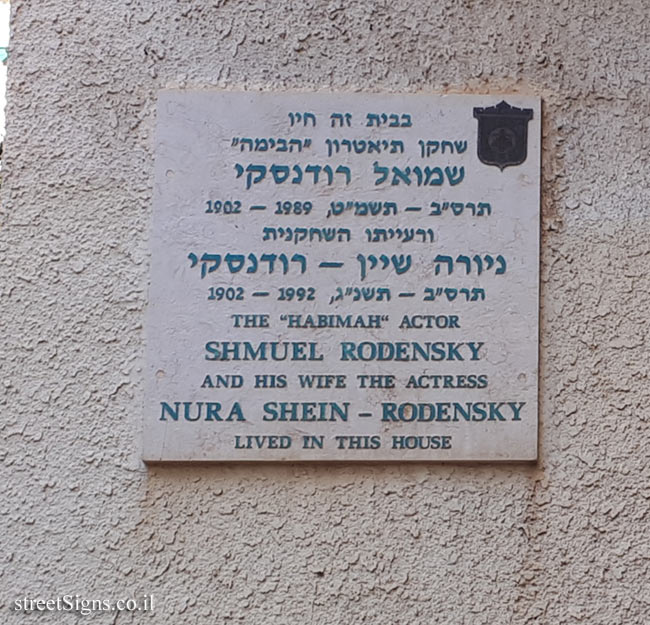 בבית זה חיו
שחקן תיאטרון "הבימה"
שמואל רודנסקי
תרס"ב – תשמ"ט, 1989 – 1902
ורעייתו השחקנית
ניורה שיין – רודנסקי
תרס"ב – תשנ"ג, 1992 – 1902
THE "HABIMAH" ACTOR
SHMUEL RODENSKY
AND HIS WIFE THE ACTRESS
NURA SHEIN – RODENSKY
LIVED IN THIS HOUSE
streetSigns.co.il